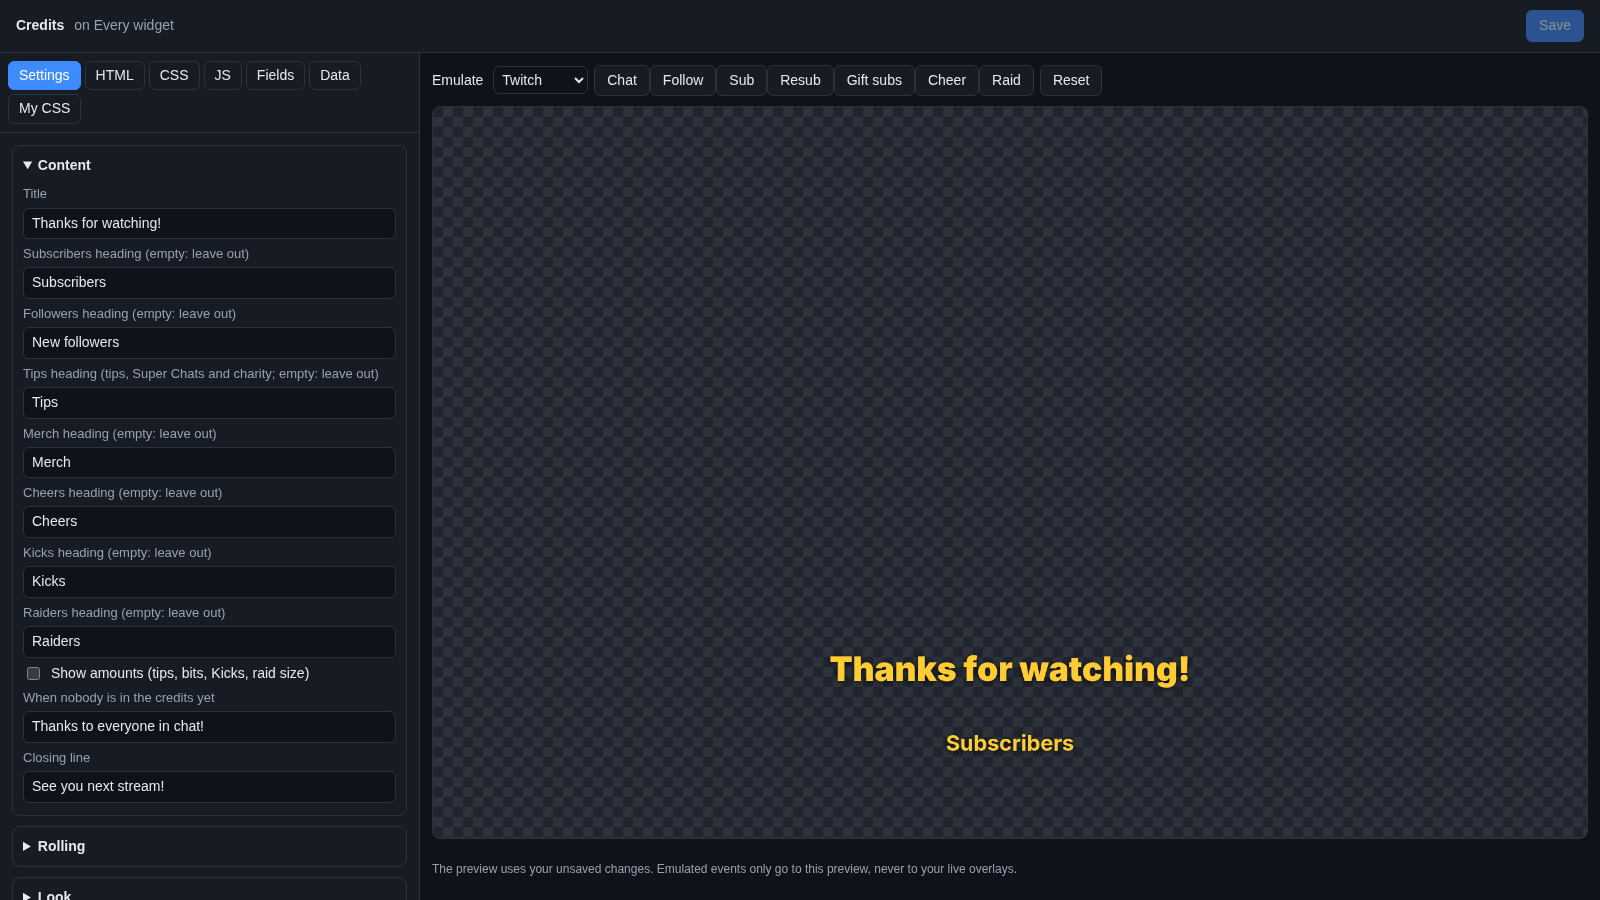 Credits on Every widget
Save
Settings
HTML
CSS
JS
Fields
Data
My CSS
Content
Title
Thanks for watching!
Subscribers heading (empty: leave out)
Subscribers
Followers heading (empty: leave out)
New followers
Tips heading (tips, Super Chats and charity; empty: leave out)
Tips
Merch heading (empty: leave out)
Merch
Cheers heading (empty: leave out)
Cheers
Kicks heading (empty: leave out)
Kicks
Raiders heading (empty: leave out)
Raiders
Show amounts (tips, bits, Kicks, raid size)
When nobody is in the credits yet
Thanks to everyone in chat!
Closing line
See you next stream!
Rolling
Look
Emulate
Twitch
Chat
Follow
Sub
Resub
Gift subs
Cheer
Raid
Reset
Thanks for watching!
Subscribers
The preview uses your unsaved changes. Emulated events only go to this preview, never to your live overlays.